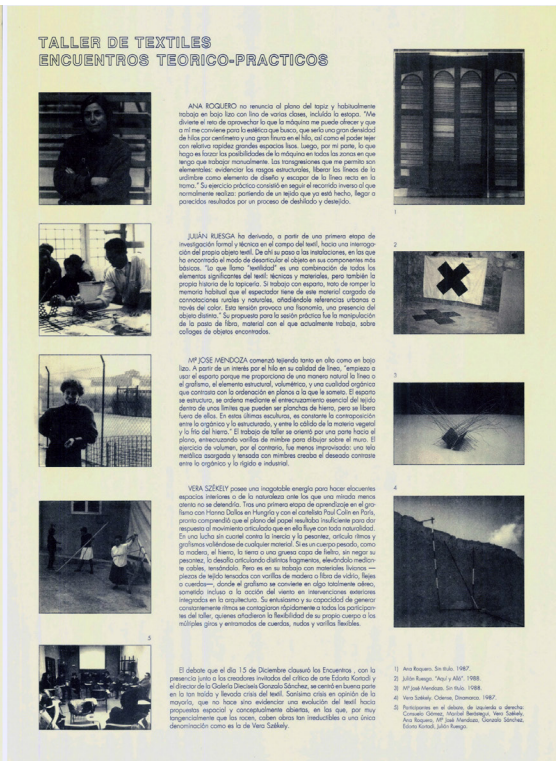 TALLER DE TEXTILES
ENCUENTROS TEORICO-PRACTICOS
ANA ROQUERO no renuncia al plano del tapiz y habitualmente
trabaja en bajo lizo con lino de varias clases, incluida la estopa. "Me
divierte el reto de aprovechar lo que la máquina me puede ofrecer y que
a mí me conviene para la estética que busco, que sería una gran densidad
de hilos por centímetro y una gran finura en el hilo, así como el poder tejer
con relativa rapidez grandes espacios lisos. Luego, por mi parte, lo que
hago es forzar las posibilidades de la máquina en todas las zonas en que
tengo que trabajar manualmente. Las transgresiones que me permito son
elementales: evidenciar los rasgos estructurales, liberar las líneas de la
urdimbre como elemento de diseño y escapar de la línea recta en la
trama." Su ejercicio práctico consistió en seguir el recorrido inverso al que
normalmente realiza: partiendo de un tejido que ya está hecho, llegar a
parecidos resultados por un proceso de deshilado y destejido.
1
JULIÁN RUESGA ha derivado, a partir de una primera etapa de
investigación formal y técnica en el campo del textil, hacia una interroga-
ción del propio objeto textil. De ahí su paso a las instalaciones, en las que
ha encontrado el modo de desarticular el objeto en sus componentes más
básicos. "Lo que llamo "textilidad" es una combinación de todos los
elementos significantes del textil: técnicos y materiales, pero también la
propia historia de la tapicería. Si trabajo con esparto, trato de romper la
memoria habitual que el espectador tiene de este material cargado de
connotaciones rurales y naturales, añadiéndole referencias urbanas a
través del color. Esta tensión provoca una fisonomía, una presencia del
objeto distinta." Su propuesta para la sesión práctica fue la manipulación
de la pasta de fibra, material con el que actualmente trabaja, sobre
collages de objetos encontrados.
2
Mª JOSE MENDOZA comenzó tejiendo tanto en alto como en bajo
lizo. A partir de un interés por el hilo en su calidad de línea, "empiezo a
usar el esparto porque me proporciona de una manera natural la línea o
el grafismo, el elemento estructural, volumétrico, y una cualidad orgánica
que contrasta con la ordenación en planos a la que le someto. El esparto
se estructura, se ordena mediante el entrecruzamiento esencial del tejido
dentro de unos límites que pueden ser planchas de hierro, pero se libera
fuera de ellos. En estas últimas esculturas, es constante la contraposición
entre lo orgánico y lo estructurado, y entre lo cálido de la materia vegetal
y lo frío del hierro." El trabajo de taller se orientó por una parte hacia el
plano, entrecruzando varillas de mimbre para dibujar sobre el muro. El
ejercicio de volumen, por el contrario, fue menos improvisado: una tela
metálica asargada y tensada con mimbres creaba el deseado contraste
entre lo orgánico y lo rígido e industrial.
3
VERA SZÉKELY posee una inagotable energía para hacer elocuentes
espacios interiores o de la naturaleza ante los que una mirada menos
atenta no se detendría. Tras una primera etapa de aprendizaje en el gra-
fismo con Hanna Dallos en Hungría y con el cartelista Paul Colin en París,
pronto comprendió que el plano del papel resultaba insuficiente para dar
respuesta al movimiento articulado que en ella fluye con toda naturalidad.
En una lucha sin cuartel contra la inercia y la pesantez, articula ritmos y
grafismos valiéndose de cualquier material. Si es un cuerpo pesado, como
la madera, el hierro, la tierra o una gruesa capa de fieltro, sin negar su
pesantez, lo desafía articulando distintos fragmentos, elevándolo median-
te cables, tensándolo. Pero es en su trabajo con materiales livianos —
piezas de tejido tensadas con varillas de madera o fibra de vidrio, flejes
o cuerdas—, donde el grafismo se convierte en algo totalmente aéreo,
sometido incluso a la acción del viento en intervenciones exteriores
integradas en la arquitectura. Su entusiasmo y su capacidad de generar
constantemente ritmos se contagiaron rápidamente a todos los participan-
tes del taller, quienes añadieron la flexibilidad de su propio cuerpo a los
múltiples giros y entramados de cuerdas, nudos y varillas flexibles.
4
5
El debate que el día 15 de Diciembre clausuró los Encuentros , con la
presencia junto a los creadores invitados del crítico de arte Edorta Kortadi y
el director de la Galería Dieciseis Gonzalo Sánchez, se centró en buena parte
en la tan traída y llevada crisis del textil. Sanísima crisis en opinión de la
mayoría, que no hace sino evidenciar una evolución del textil hacia
propuestas espacial y conceptualmente abiertas, en las que, por muy
tangencialmente que las rocen, caben obras tan irreductibles a una única
denominación como es la de Vera Székely.
1) Ana Roquero. Sin título. 1987.
2) Julián Ruesga. "Aquí y Allá". 1988.
3) Mª José Mendoza. Sin título. 1988.
4) Vera Székely. Odense, Dinamarca. 1987.
5) Participantes en el debate, de izquierda a derecha:
Consuelo Gómez, Maribel Berástegui, Vera Székely,
Ana Roquero, Mª José Mendoza, Gonzalo Sánchez,
Edorta Kortadi, Julián Ruesga.